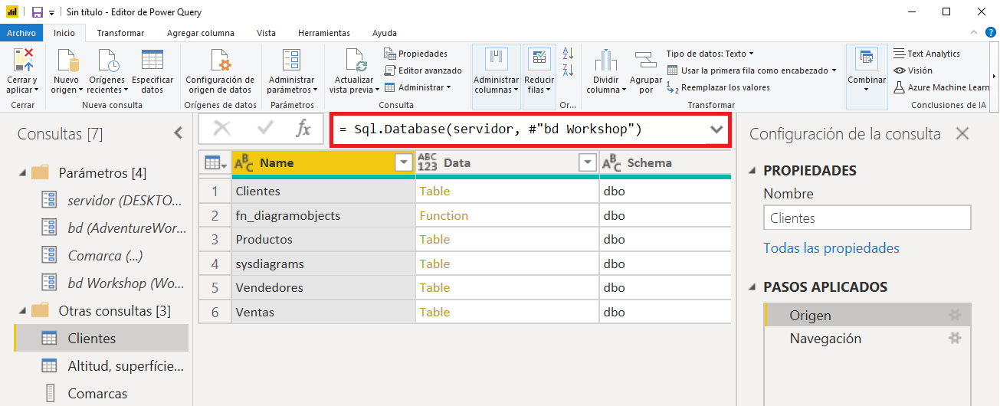 Sin título - Editor de Power Query
Archivo Inicio Transformar Agregar columna Vista Herramientas Ayuda
Cerrar y aplicar
Cerrar
Nuevo origen
Orígenes recientes
Especificar datos
Nueva consulta
Configuración de origen de datos
Orígenes de datos
Administrar parámetros
Parámetros
Actualizar vista previa
Propiedades
Editor avanzado
Administrar
Consulta
Administrar columnas
Reducir filas
Or...
Dividir columna
Agrupar por
Tipo de datos: Texto
Usar la primera fila como encabezado
Reemplazar los valores
Transformar
Combinar
Text Analytics
Visión
Azure Machine Learn
Conclusiones de IA
Consultas [7]
Parámetros [4]
servidor (DESKTO...
bd (AdventureWor...
Comarca (...)
bd Workshop (Wo...
Otras consultas [3]
Clientes
Altitud, superfície...
Comarcas
fx = Sql.Database(servidor, #"bd Workshop")
ABC Name ABC 123 Data ABC Schema
1 Clientes Table dbo
2 fn_diagramobjects Function dbo
3 Productos Table dbo
4 sysdiagrams Table dbo
5 Vendedores Table dbo
6 Ventas Table dbo
Configuración de la consulta
PROPIEDADES
Nombre
Clientes
Todas las propiedades
PASOS APLICADOS
Origen
Navegación